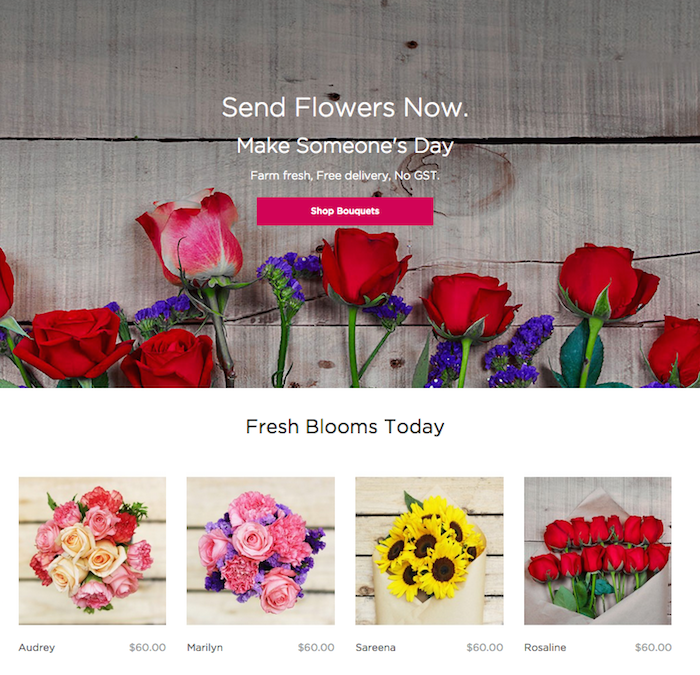 Send Flowers Now.
Make Someone's Day
Farm fresh, Free delivery, No GST.
Shop Bouquets
Fresh Blooms Today
Audrey $60.00
Marilyn $60.00
Sareena $60.00
Rosaline $60.00